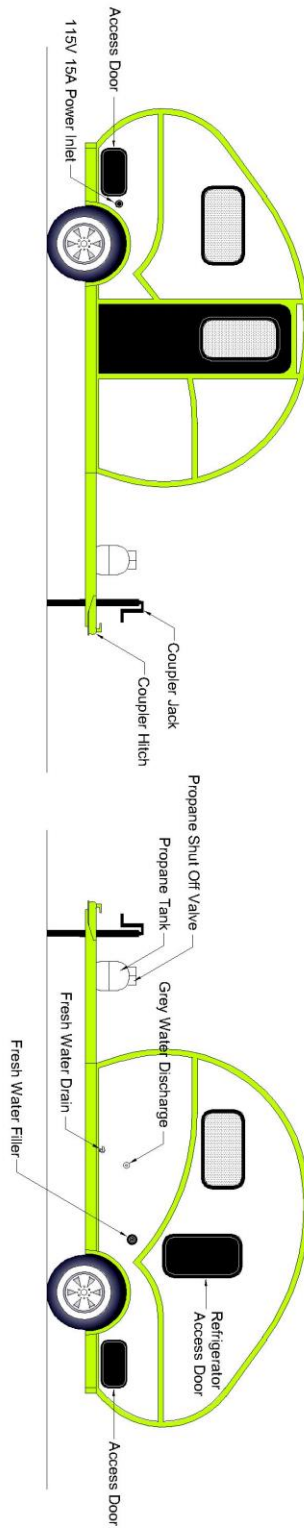 Access Door
115V 15A Power Inlet
Coupler Jack
Coupler Hitch
Propane Shut Off Valve
Propane Tank
Grey Water Discharge
Fresh Water Drain
Fresh Water Filler
Refrigerator
Access Door
Access Door